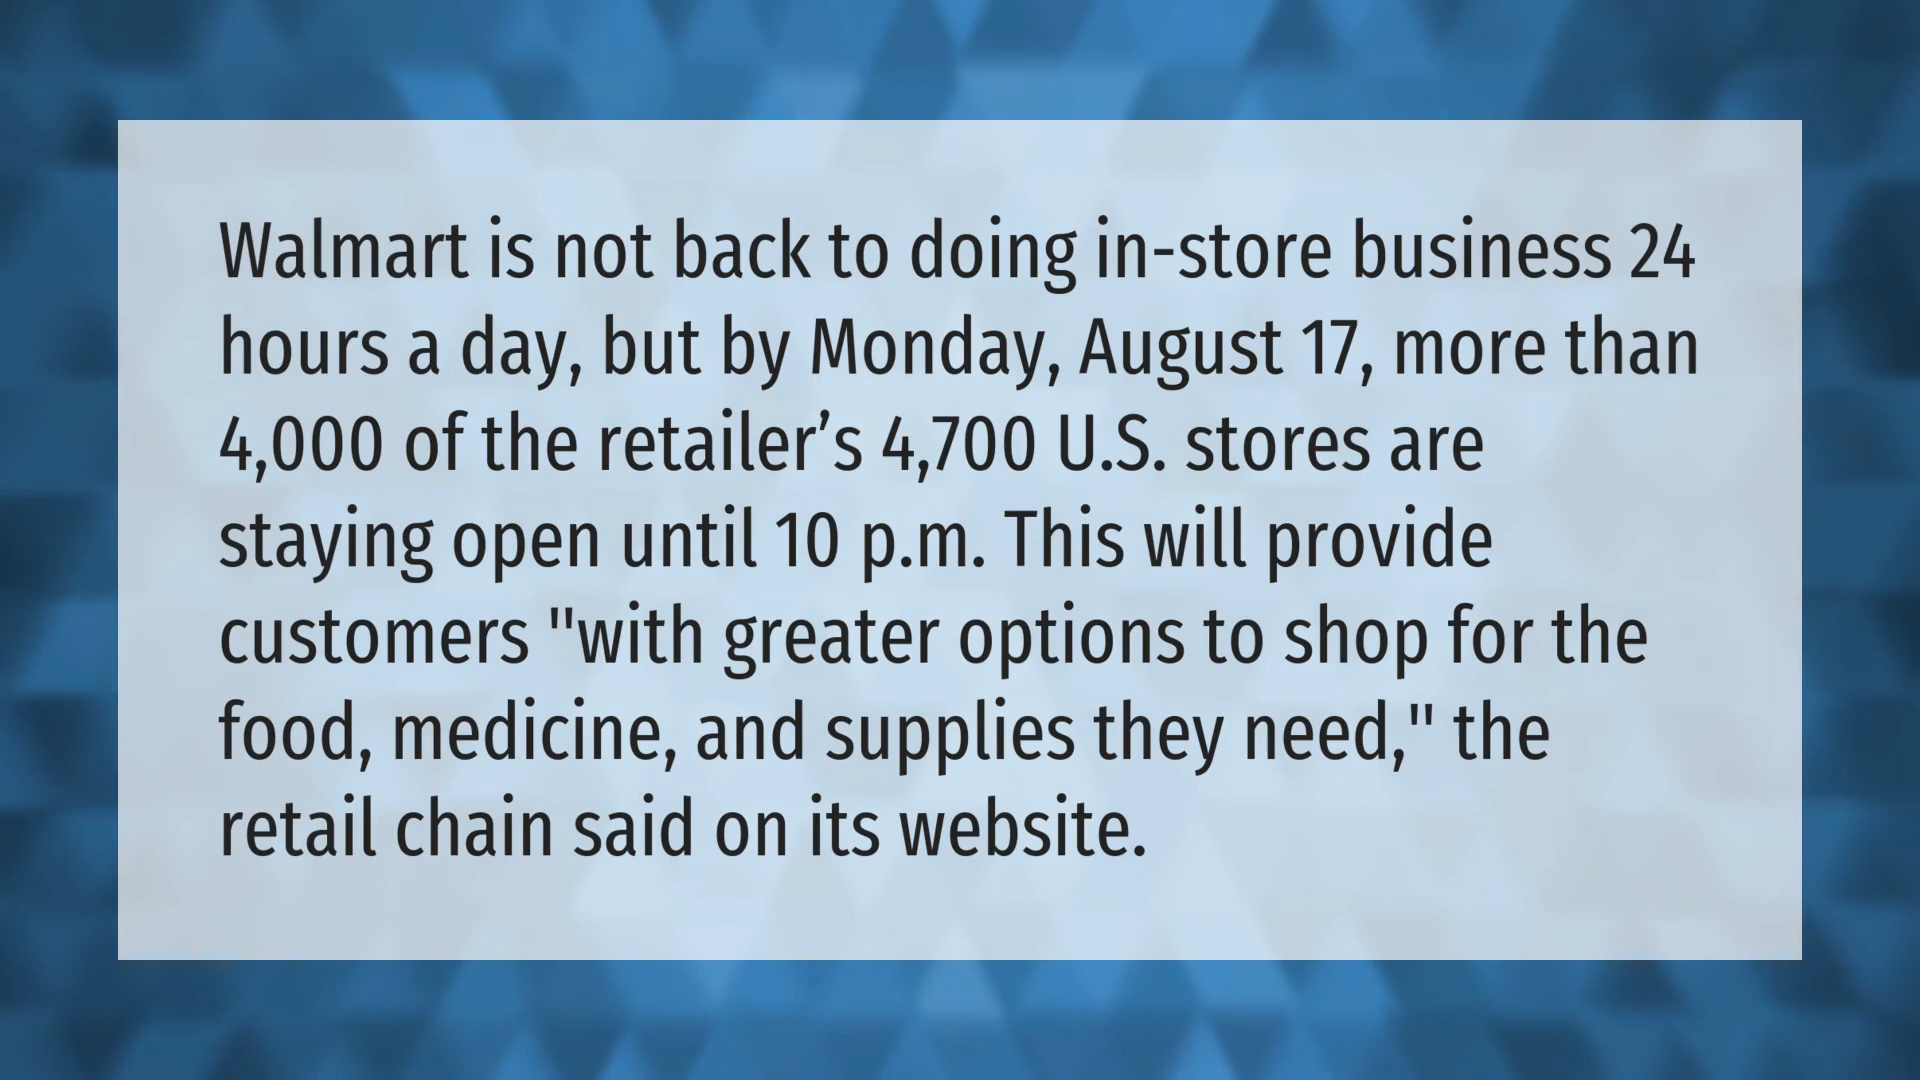 Walmart is not back to doing in-store business 24
hours a day, but by Monday, August 17, more than
4,000 of the retailer’s 4,700 U.S. stores are
staying open until 10 p.m. This will provide
customers "with greater options to shop for the
food, medicine, and supplies they need," the
retail chain said on its website.